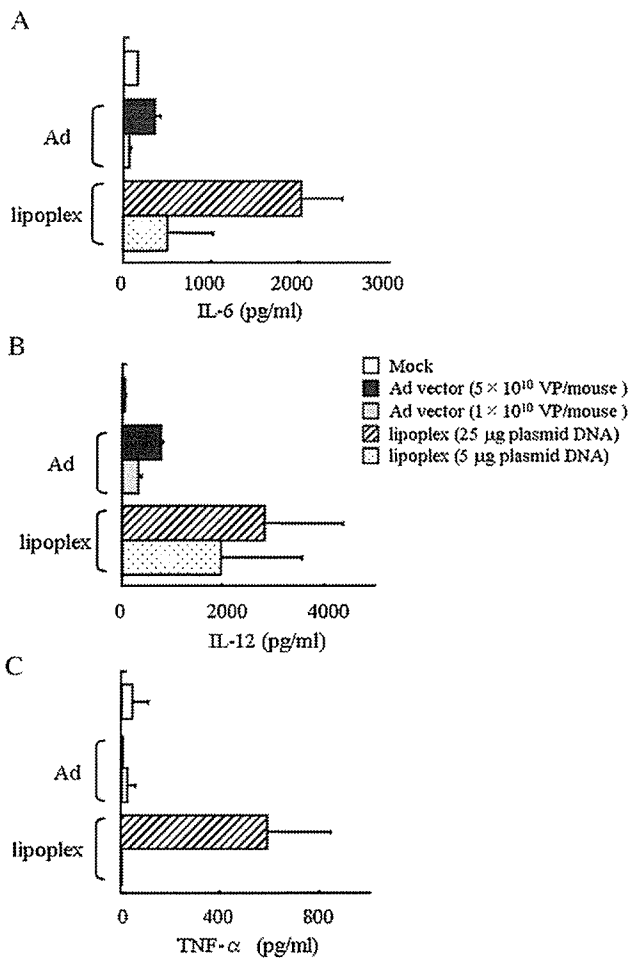 A
Ad
lipoplex
0 1000 2000 3000
IL-6 (pg/ml)
B
Mock
Ad vector (5 × 10¹⁰ VP/mouse )
Ad vector (1 × 10¹⁰ VP/mouse )
lipoplex (25 μg plasmid DNA)
lipoplex (5 μg plasmid DNA)
Ad
lipoplex
0 2000 4000
IL-12 (pg/ml)
C
Ad
lipoplex
0 400 800
TNF-α (pg/ml)